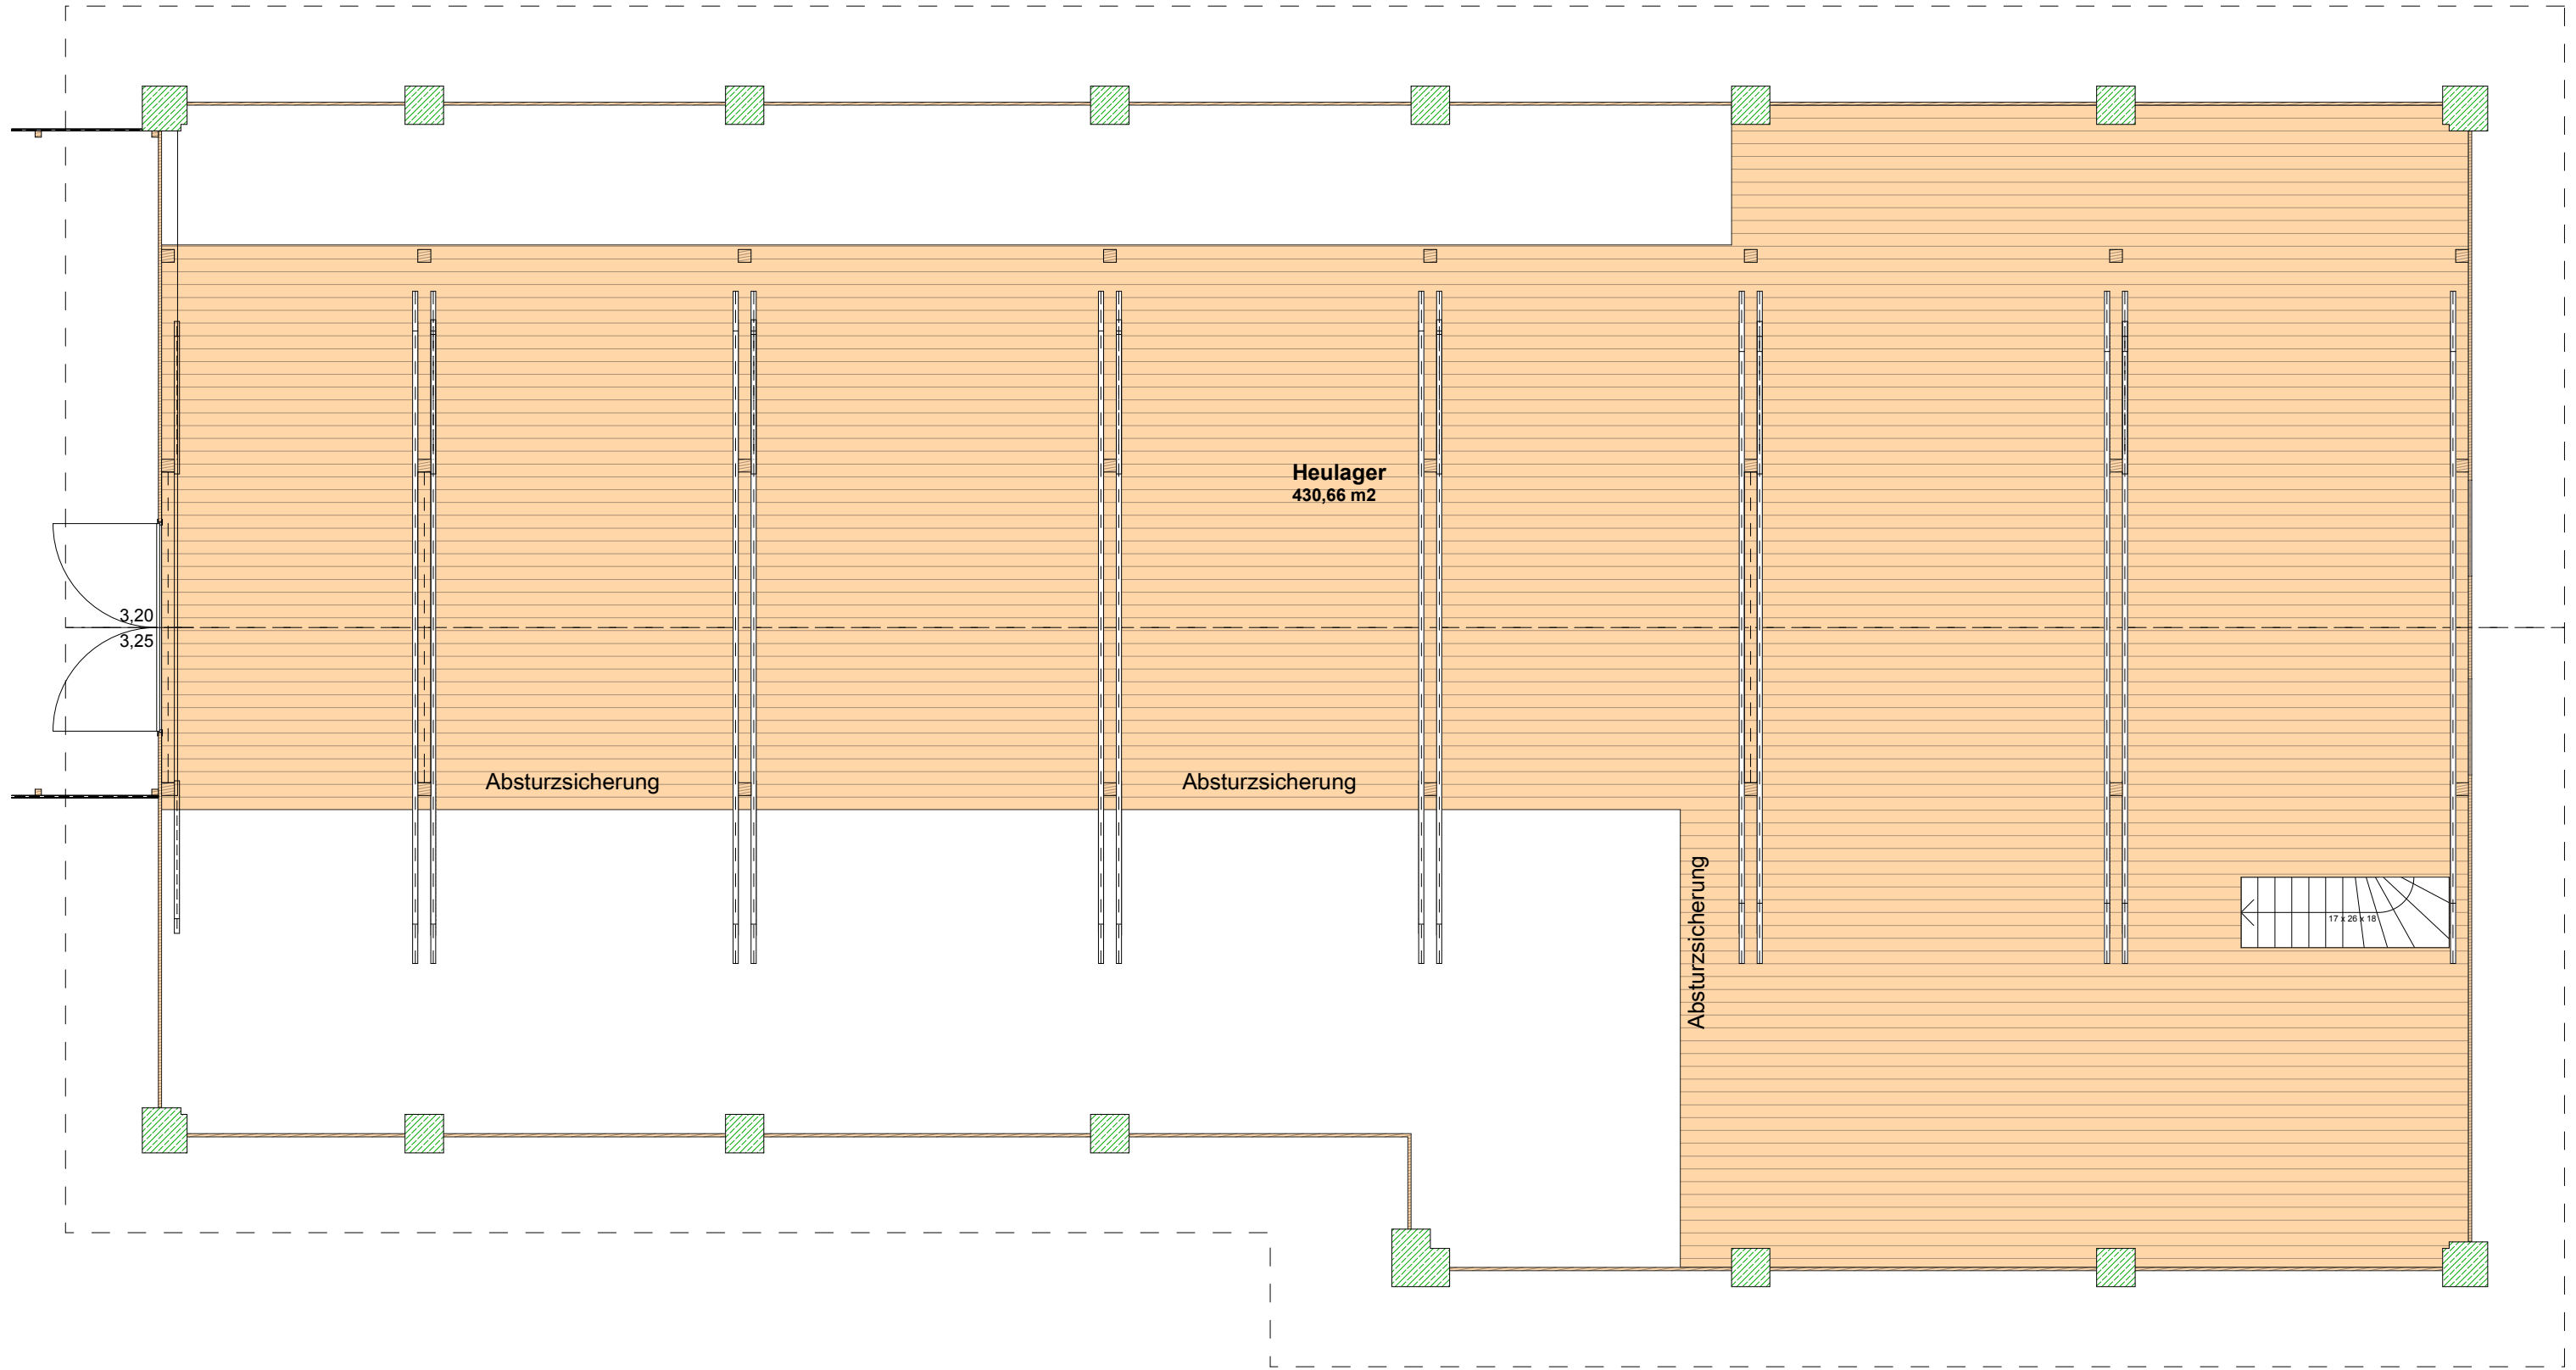 Heulager
430,66 m2
3,20
3,25
Absturzsicherung
Absturzsicherung
Absturzsicherung
17 x 26 x 18